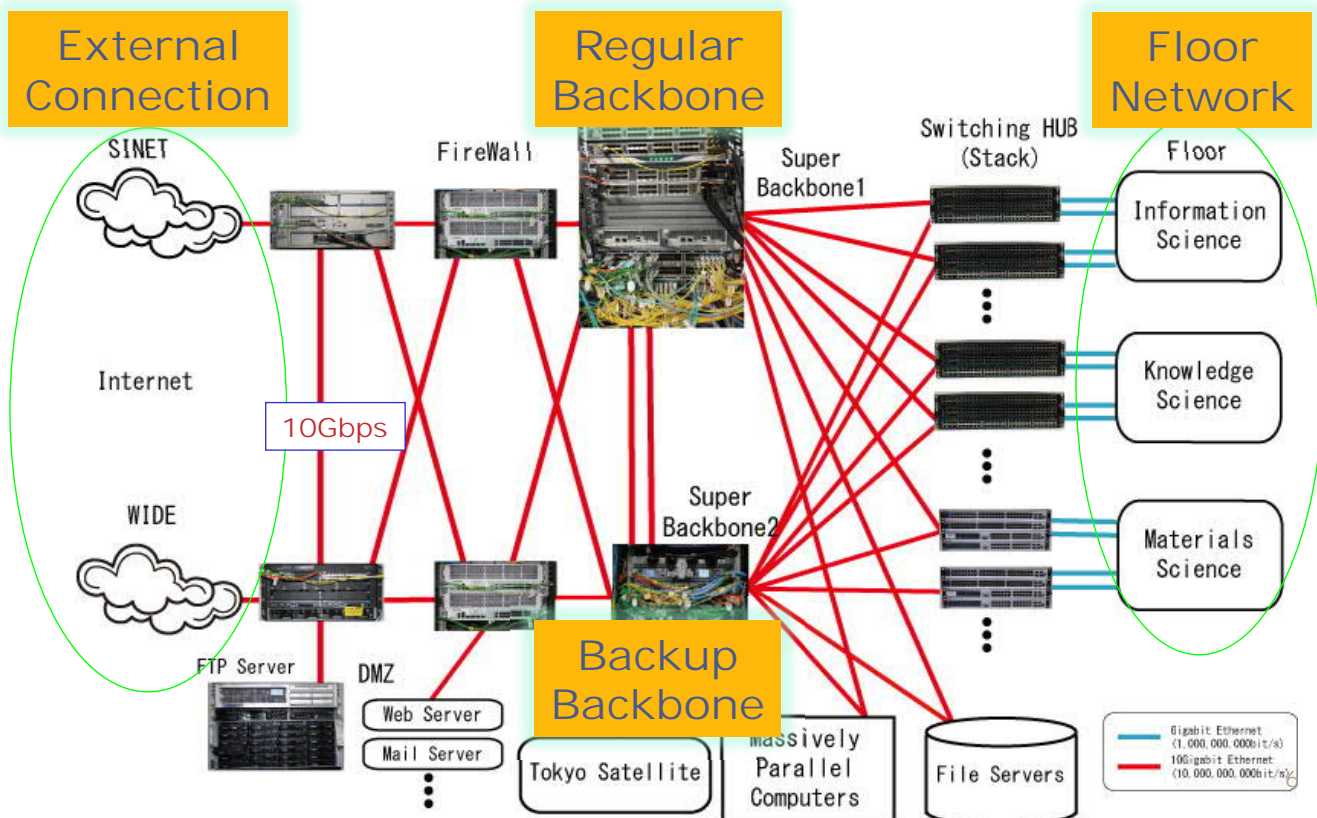 External
Connection
Regular
Backbone
Floor
Network
SINET
FireWall
Super
Backbone1
Switching HUB
(Stack)
Floor
Information
Science
Internet
10Gbps
Knowledge
Science
WIDE
Super
Backbone2
Materials
Science
FTP Server
DMZ
Web Server
Mail Server
Backup
Backbone
Tokyo Satellite
Massively
Parallel
Computers
File Servers
Gigabit Ethernet
(1,000,000,000bit/s)
10Gigabit Ethernet
(10,000,000,000bit/s)
6